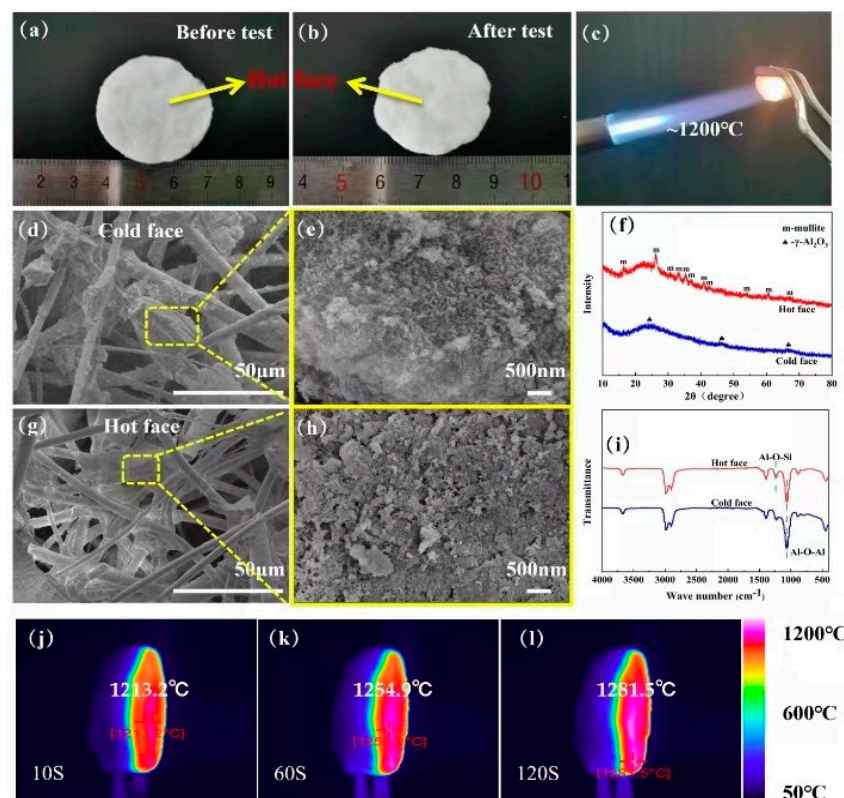 (a)
Before test
(b)
After test
(c)
Hot face
~1200℃
2 3 4 5 6 7 8 9
4 5 6 7 8 9 10 1
(d)
Cold face
50μm
(e)
500nm
(f)
m-mullite
▲-γ-Al₂O₃
m m m m m m m m m m
Hot face
Cold face
Intensity
10 20 30 40 50 60 70 80
2θ（degree）
(g)
Hot face
50μm
(h)
500nm
(i)
Al-O-Si
Hot face
Cold face
Al-O-Al
Transmittance
4000 3500 3000 2500 2000 1500 1000 500
Wave number (cm⁻¹)
(j)
1213.2℃
10S
(k)
1254.9℃
60S
(l)
1281.5℃
120S
1200℃
600℃
50℃